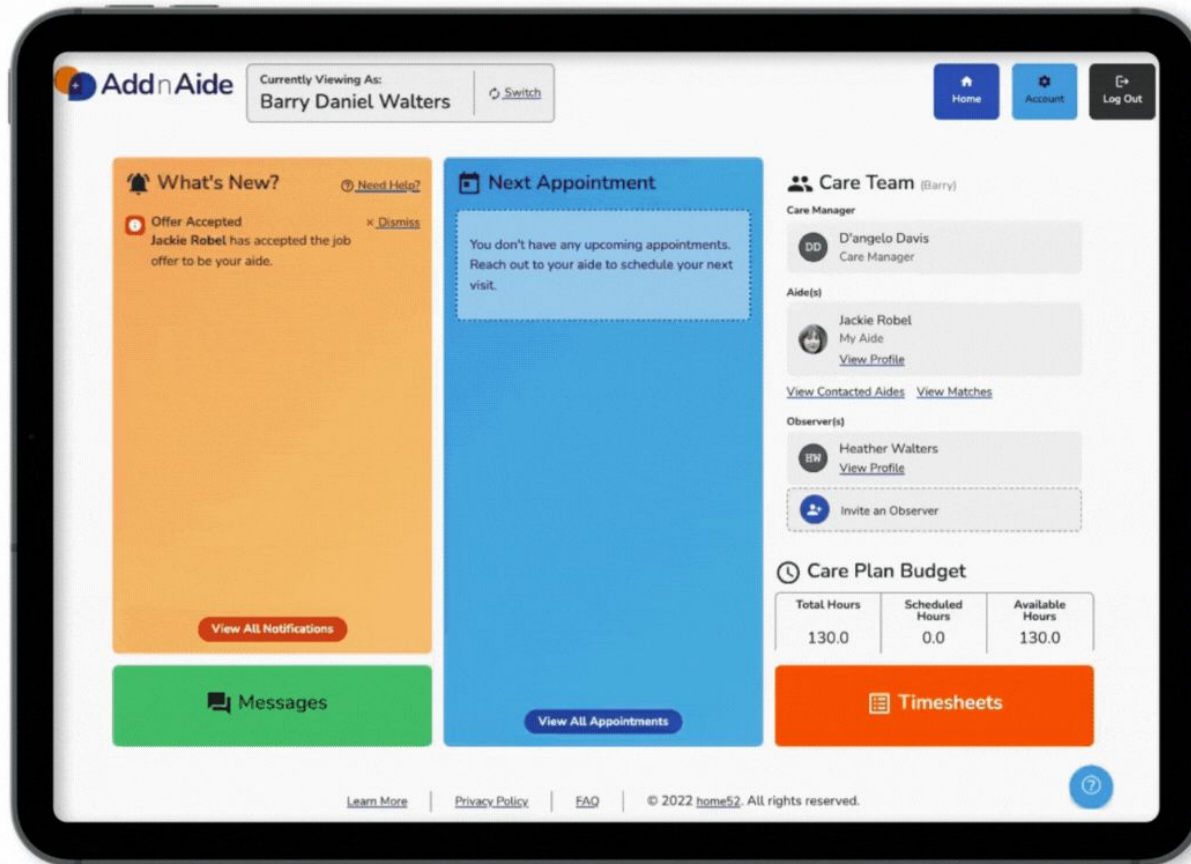 AddnAide
Currently Viewing As:
Barry Daniel Walters
Switch
Home
Account
Log Out
What's New?
Need Help?
Offer Accepted
× Dismiss
Jackie Robel has accepted the job
offer to be your aide.
View All Notifications
Messages
Next Appointment
You don't have any upcoming appointments.
Reach out to your aide to schedule your next
visit.
View All Appointments
Care Team (Barry)
Care Manager
DD
D'angelo Davis
Care Manager
Aide(s)
Jackie Robel
My Aide
View Profile
View Contacted Aides View Matches
Observer(s)
HW
Heather Walters
View Profile
Invite an Observer
Care Plan Budget
Total Hours
130.0
Scheduled
Hours
0.0
Available
Hours
130.0
Timesheets
Learn More | Privacy Policy | FAQ | © 2022 home52. All rights reserved.